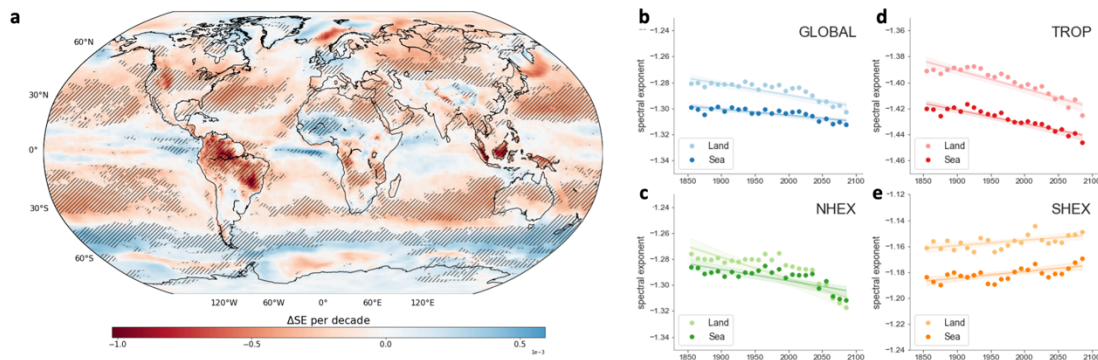 a
60°N
30°N
0°
30°S
60°S
120°W
60°W
0°
60°E
120°E
ΔSE per decade
-1.0
-0.5
0.0
0.5
1e-3
b
GLOBAL
spectral exponent
−1.24
−1.28
−1.30
−1.32
−1.34
Land
Sea
1850
1900
1950
2000
2050
2100
d
TROP
spectral exponent
−1.36
−1.38
−1.40
−1.42
−1.44
−1.46
Land
Sea
1850
1900
1950
2000
2050
2100
c
NHEX
spectral exponent
−1.24
−1.26
−1.28
−1.30
−1.32
−1.34
Land
Sea
1850
1900
1950
2000
2050
2100
e
SHEX
spectral exponent
−1.12
−1.14
−1.16
−1.18
−1.20
−1.22
−1.24
Land
Sea
1850
1900
1950
2000
2050
2100